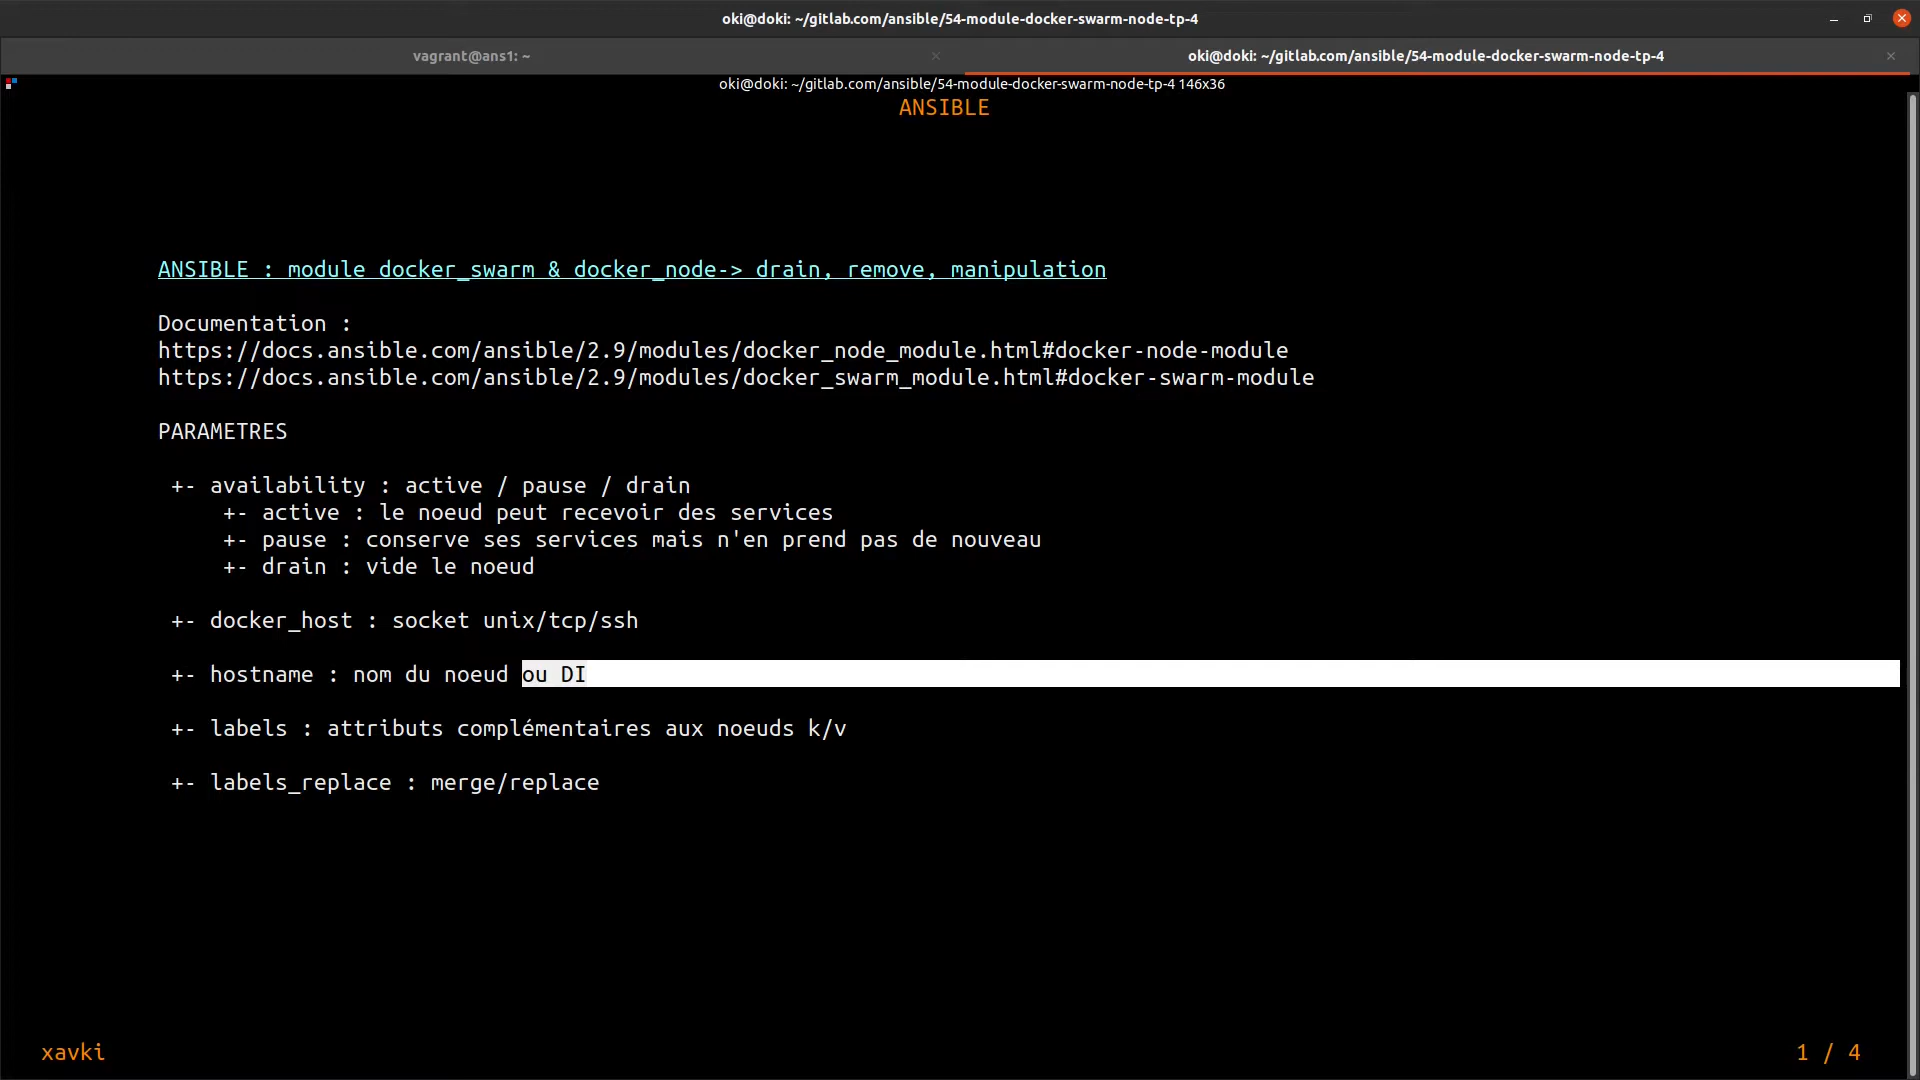 oki@doki: ~/gitlab.com/ansible/54-module-docker-swarm-node-tp-4
vagrant@ans1: ~
oki@doki: ~/gitlab.com/ansible/54-module-docker-swarm-node-tp-4
oki@doki: ~/gitlab.com/ansible/54-module-docker-swarm-node-tp-4 146x36
ANSIBLE
ANSIBLE : module docker_swarm & docker_node-> drain, remove, manipulation
Documentation :
https://docs.ansible.com/ansible/2.9/modules/docker_node_module.html#docker-node-module
https://docs.ansible.com/ansible/2.9/modules/docker_swarm_module.html#docker-swarm-module
PARAMETRES
+- availability : active / pause / drain
+- active : le noeud peut recevoir des services
+- pause : conserve ses services mais n'en prend pas de nouveau
+- drain : vide le noeud
+- docker_host : socket unix/tcp/ssh
+- hostname : nom du noeud ou DI
+- labels : attributs complémentaires aux noeuds k/v
+- labels_replace : merge/replace
xavki
1 / 4